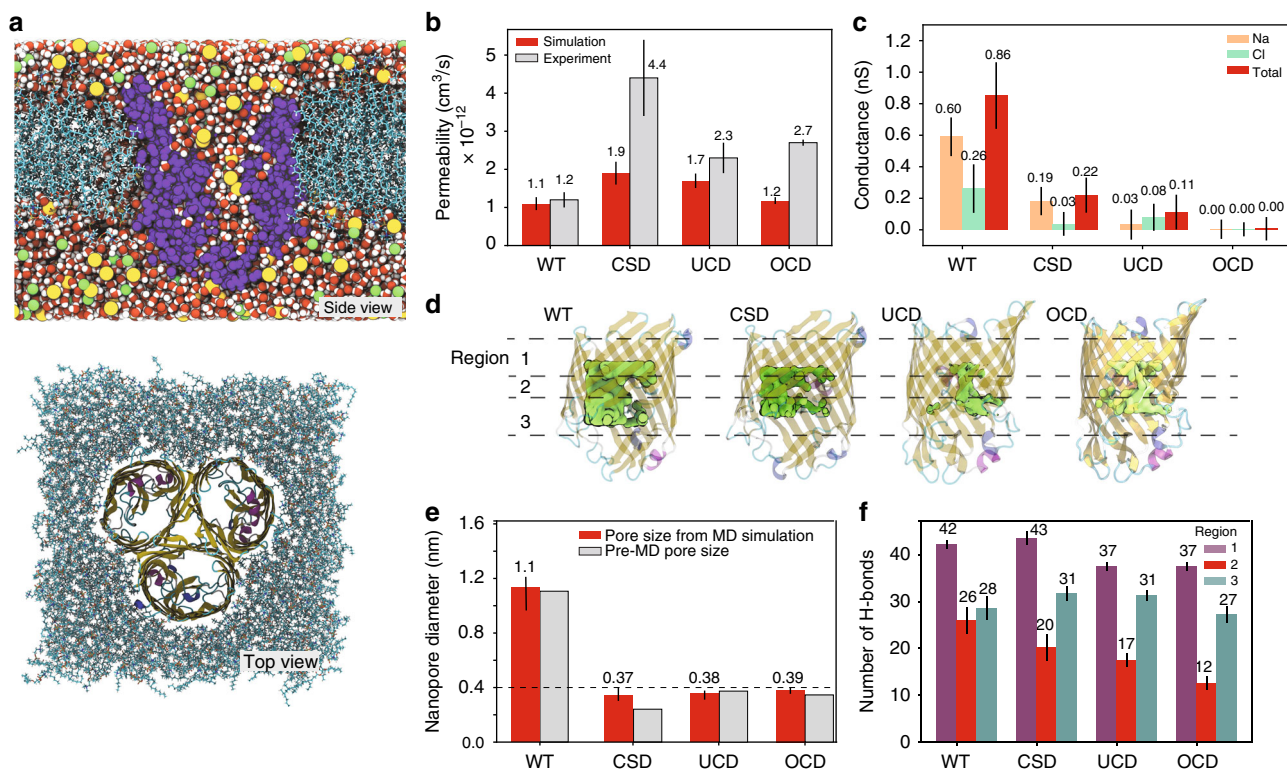 a
Side view
Top view
b
Permeability (cm³/s)
× 10⁻¹²
5
4
3
2
1
0
Simulation
Experiment
1.1
1.2
1.9
4.4
1.7
2.3
1.2
2.7
WT
CSD
UCD
OCD
c
Conductance (nS)
1.2
0.9
0.6
0.4
0.2
0.0
Na
Cl
Total
0.60
0.26
0.86
0.19
0.03
0.22
0.03
0.08
0.11
0.00
0.00
0.00
WT
CSD
UCD
OCD
d
WT
CSD
UCD
OCD
Region 1
2
3
e
Nanopore diameter (nm)
1.6
1.2
0.8
0.4
0.0
Pore size from MD simulation
Pre-MD pore size
1.1
0.37
0.38
0.39
WT
CSD
UCD
OCD
f
Number of H-bonds
40
30
20
10
0
Region
1
2
3
42
26
28
43
20
31
37
17
31
37
12
27
WT
CSD
UCD
OCD